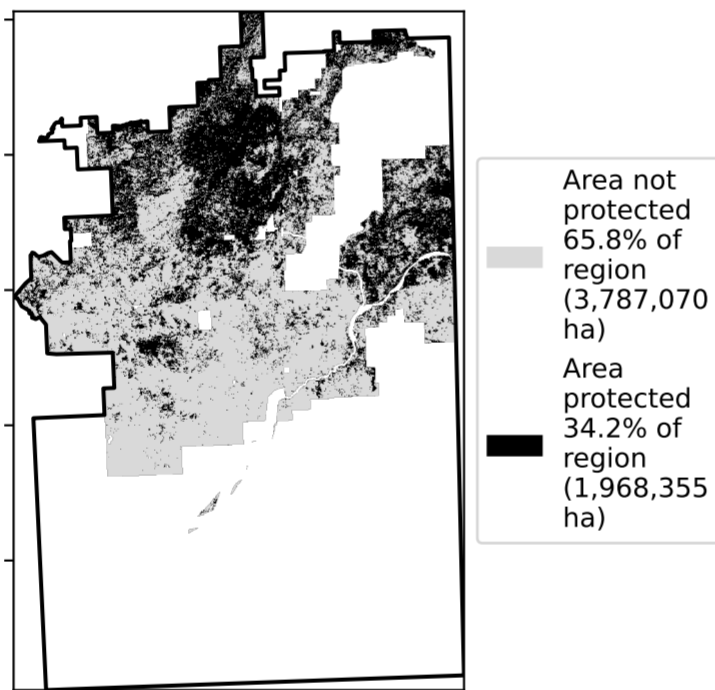 Area not
protected
65.8% of
region
(3,787,070
ha)
Area
protected
34.2% of
region
(1,968,355
ha)